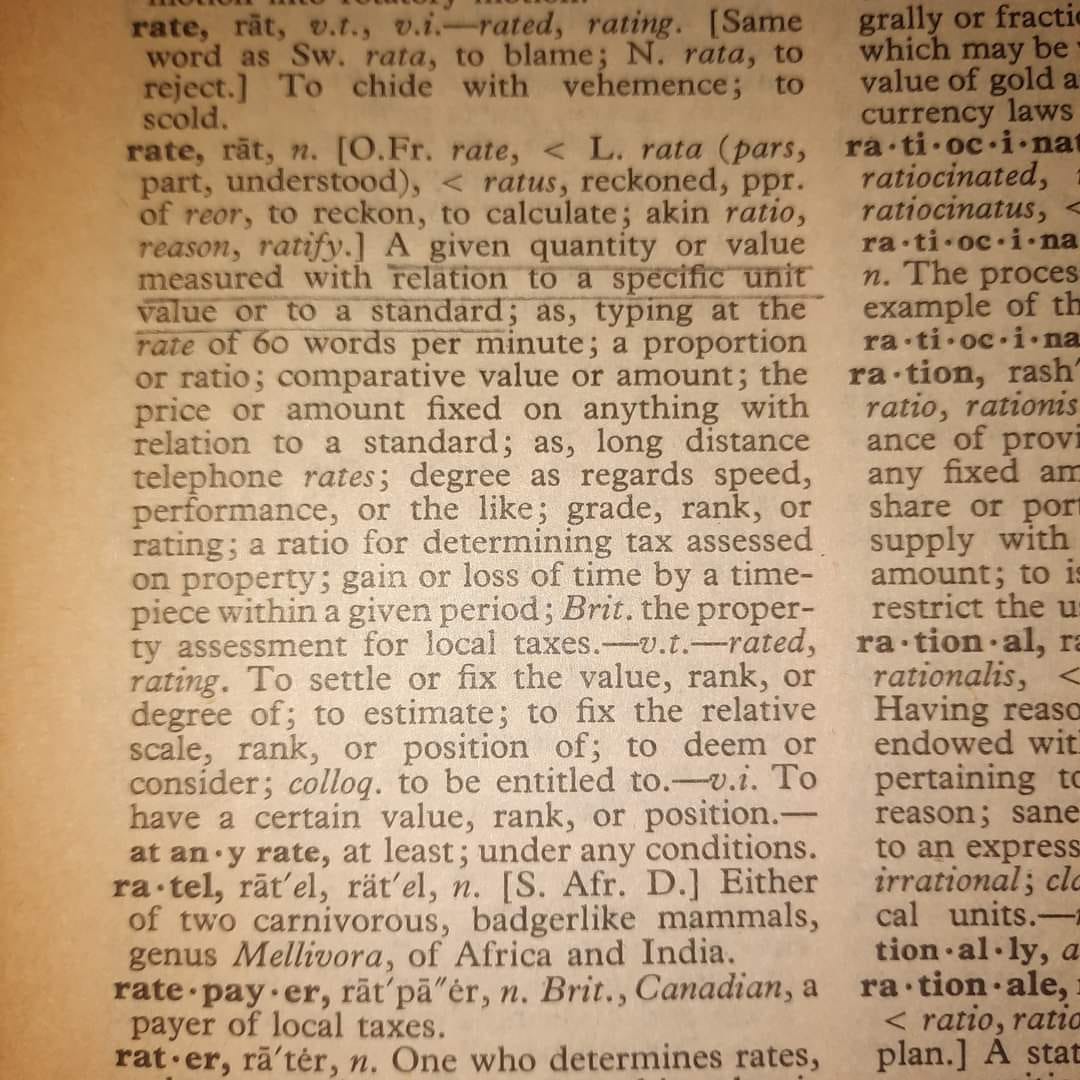 motion into rotatory motion.
rate, rāt, v.t., v.i.—rated, rating. [Same
word as Sw. rata, to blame; N. rata, to
reject.] To chide with vehemence; to
scold.
rate, rāt, n. [O.Fr. rate, < L. rata (pars,
part, understood), < ratus, reckoned, ppr.
of reor, to reckon, to calculate; akin ratio,
reason, ratify.] A given quantity or value
measured with relation to a specific unit
value or to a standard; as, typing at the
rate of 60 words per minute; a proportion
or ratio; comparative value or amount; the
price or amount fixed on anything with
relation to a standard; as, long distance
telephone rates; degree as regards speed,
performance, or the like; grade, rank, or
rating; a ratio for determining tax assessed
on property; gain or loss of time by a time-
piece within a given period; Brit. the proper-
ty assessment for local taxes.—v.t.—rated,
rating. To settle or fix the value, rank, or
degree of; to estimate; to fix the relative
scale, rank, or position of; to deem or
consider; colloq. to be entitled to.—v.i. To
have a certain value, rank, or position.—
at an·y rate, at least; under any conditions.
ra·tel, rāt′el, rät′el, n. [S. Afr. D.] Either
of two carnivorous, badgerlike mammals,
genus Mellivora, of Africa and India.
rate·pay·er, rāt′pā″ėr, n. Brit., Canadian, a
payer of local taxes.
rat·er, rā′tėr, n. One who determines rates,
grally or fracti
which may be
value of gold a
currency laws
ra·ti·oc·i·nat
ratiocinated,
ratiocinatus, <
ra·ti·oc·i·na
n. The proces
example of th
ra·ti·oc·i·na
ra·tion, rash′
ratio, rationis
ance of provi
any fixed am
share or port
supply with
amount; to is
restrict the u
ra·tion·al, ra
rationalis, <
Having reaso
endowed wit
pertaining to
reason; sane
to an express
irrational; cla
cal units.—
tion·al·ly, a
ra·tion·ale,
< ratio, ratio
plan.] A stat